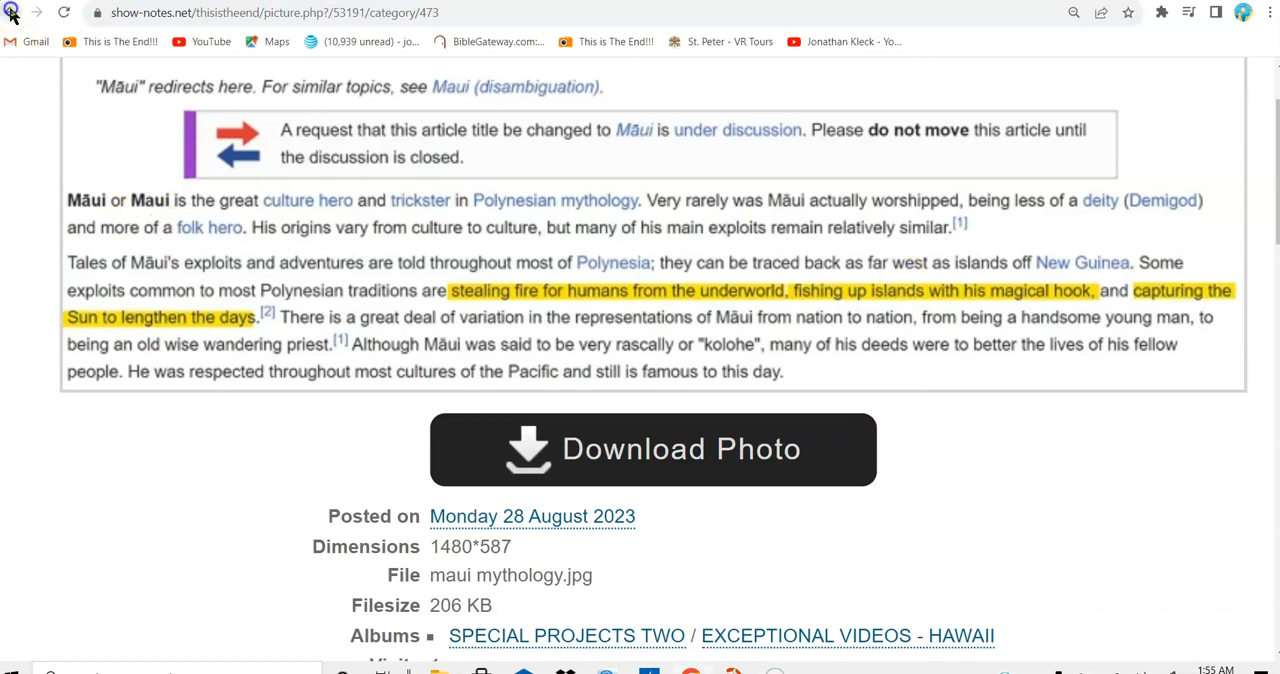 show-notes.net/thisistheend/picture.php?/53191/category/473
Gmail This is The End!!! YouTube Maps (10,939 unread) - jo... BibleGateway.com:... This is The End!!! St. Peter - VR Tours Jonathan Kleck - Yo...
"Māui" redirects here. For similar topics, see Maui (disambiguation).
A request that this article title be changed to Māui is under discussion. Please do not move this article until
the discussion is closed.
Māui or Maui is the great culture hero and trickster in Polynesian mythology. Very rarely was Māui actually worshipped, being less of a deity (Demigod)
and more of a folk hero. His origins vary from culture to culture, but many of his main exploits remain relatively similar.[1]
Tales of Māui's exploits and adventures are told throughout most of Polynesia; they can be traced back as far west as islands off New Guinea. Some
exploits common to most Polynesian traditions are stealing fire for humans from the underworld, fishing up islands with his magical hook, and capturing the
Sun to lengthen the days.[2] There is a great deal of variation in the representations of Māui from nation to nation, from being a handsome young man, to
being an old wise wandering priest.[1] Although Māui was said to be very rascally or "kolohe", many of his deeds were to better the lives of his fellow
people. He was respected throughout most cultures of the Pacific and still is famous to this day.
Download Photo
Posted on Monday 28 August 2023
Dimensions 1480*587
File maui mythology.jpg
Filesize 206 KB
Albums ▪ SPECIAL PROJECTS TWO / EXCEPTIONAL VIDEOS - HAWAII
1:55 AM